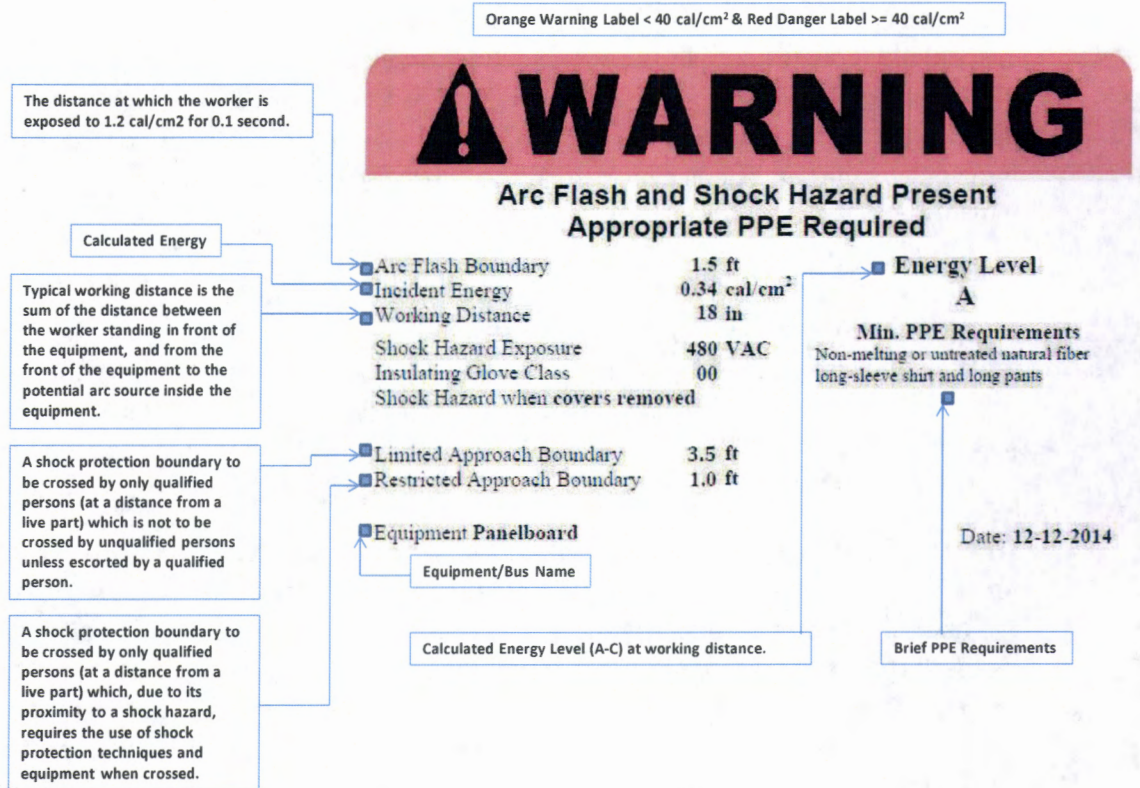 Orange Warning Label < 40 cal/cm² & Red Danger Label >= 40 cal/cm²
WARNING
Arc Flash and Shock Hazard Present
Appropriate PPE Required
The distance at which the worker is
exposed to 1.2 cal/cm2 for 0.1 second.
Calculated Energy
Typical working distance is the
sum of the distance between
the worker standing in front of
the equipment, and from the
front of the equipment to the
potential arc source inside the
equipment.
A shock protection boundary to
be crossed by only qualified
persons (at a distance from a
live part) which is not to be
crossed by unqualified persons
unless escorted by a qualified
person.
A shock protection boundary to
be crossed by only qualified
persons (at a distance from a
live part) which, due to its
proximity to a shock hazard,
requires the use of shock
protection techniques and
equipment when crossed.
Arc Flash Boundary 1.5 ft
Incident Energy 0.34 cal/cm²
Working Distance 18 in
Shock Hazard Exposure 480 VAC
Insulating Glove Class 00
Shock Hazard when covers removed
Limited Approach Boundary 3.5 ft
Restricted Approach Boundary 1.0 ft
Equipment Panelboard
Equipment/Bus Name
Energy Level
A
Min. PPE Requirements
Non-melting or untreated natural fiber
long-sleeve shirt and long pants
Date: 12-12-2014
Calculated Energy Level (A-C) at working distance.
Brief PPE Requirements